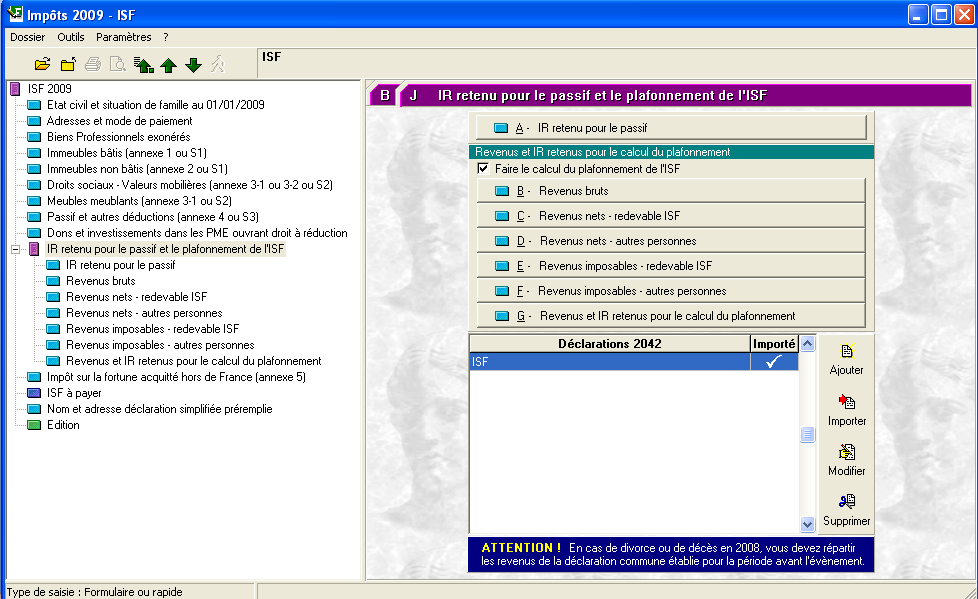 Impôts 2009 - ISF
Dossier Outils Paramètres ?
ISF
ISF 2009
Etat civil et situation de famille au 01/01/2009
Adresses et mode de paiement
Biens Professionnels exonérés
Immeubles bâtis (annexe 1 ou S1)
Immeubles non bâtis (annexe 2 ou S1)
Droits sociaux - Valeurs mobilières (annexe 3-1 ou 3-2 ou S2)
Meubles meublants (annexe 3-1 ou S2)
Passif et autres déductions (annexe 4 ou S3)
Dons et investissements dans les PME ouvrant droit à réduction
IR retenu pour le passif et le plafonnement de l'ISF
IR retenu pour le passif
Revenus bruts
Revenus nets - redevable ISF
Revenus nets - autres personnes
Revenus imposables - redevable ISF
Revenus imposables - autres personnes
Revenus et IR retenus pour le calcul du plafonnement
Impôt sur la fortune acquitté hors de France (annexe 5)
ISF à payer
Nom et adresse déclaration simplifiée préremplie
Edition
B J IR retenu pour le passif et le plafonnement de l'ISF
A - IR retenu pour le passif
Revenus et IR retenus pour le calcul du plafonnement
Faire le calcul du plafonnement de l'ISF
B - Revenus bruts
C - Revenus nets - redevable ISF
D - Revenus nets - autres personnes
E - Revenus imposables - redevable ISF
F - Revenus imposables - autres personnes
G - Revenus et IR retenus pour le calcul du plafonnement
Déclarations 2042 Importé
ISF
Ajouter
Importer
Modifier
Supprimer
ATTENTION ! En cas de divorce ou de décès en 2008, vous devez répartir
les revenus de la déclaration commune établie pour la période avant l'évènement.
Type de saisie : Formulaire ou rapide